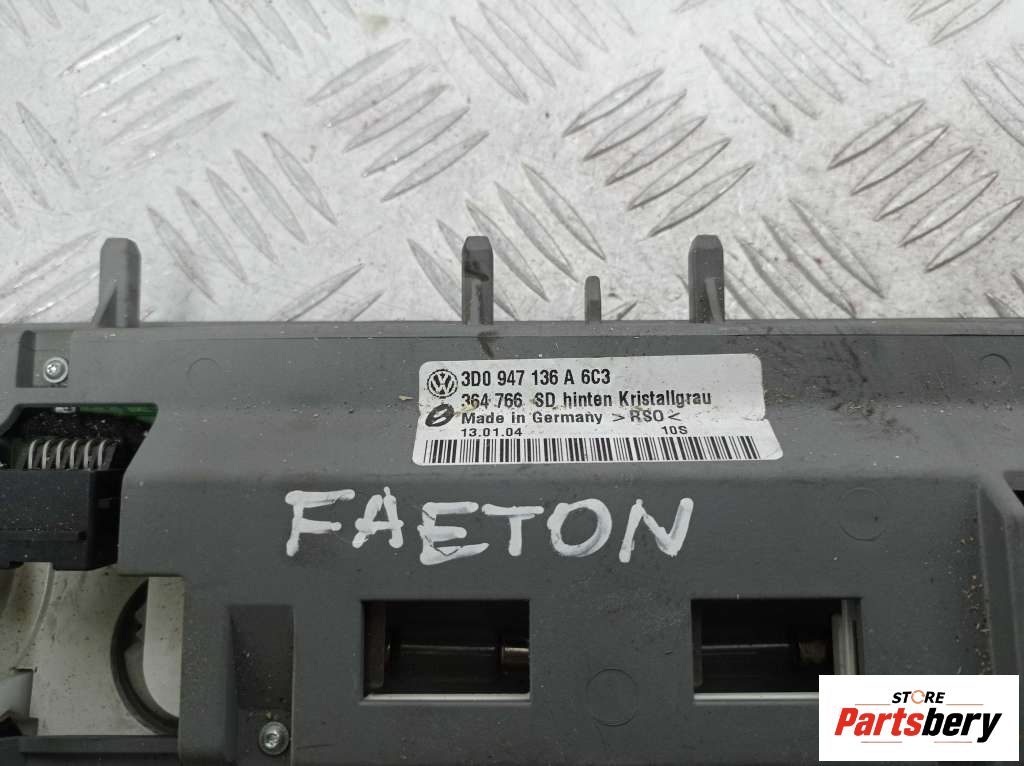 3D0 947 136 A 6C3
364 766 SD hinten Kristallgrau
Made in Germany >RSO<
13.01.04 10S
FAETON
STORE
Partsbery